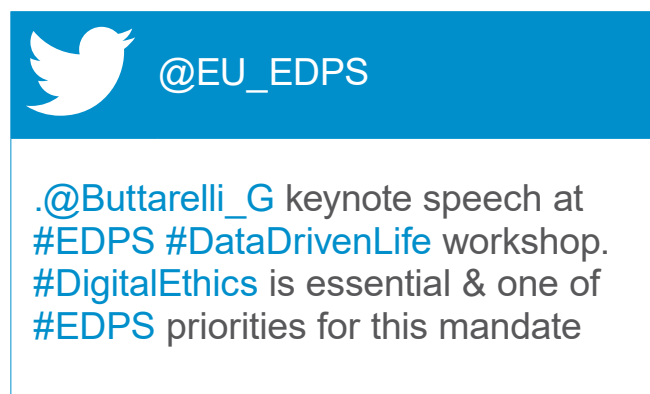 @EU_EDPS
.@Buttarelli_G keynote speech at
#EDPS #DataDrivenLife workshop.
#DigitalEthics is essential & one of
#EDPS priorities for this mandate